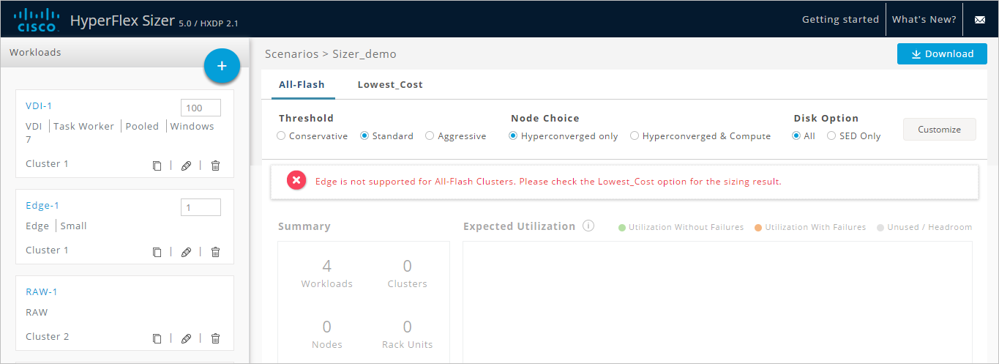 CISCO HyperFlex Sizer 5.0 / HXDP 2.1 Getting started What's New?
Workloads
+
VDI-1 100
VDI Task Worker Pooled Windows
7
Cluster 1
Edge-1 1
Edge Small
Cluster 1
RAW-1
RAW
Cluster 2
Scenarios > Sizer_demo Download
All-Flash Lowest_Cost
Threshold Node Choice Disk Option
Conservative Standard Aggressive Hyperconverged only Hyperconverged & Compute All SED Only Customize
Edge is not supported for All-Flash Clusters. Please check the Lowest_Cost option for the sizing result.
Summary Expected Utilization i Utilization Without Failures Utilization With Failures Unused / Headroom
4 0
Workloads Clusters
0 0
Nodes Rack Units